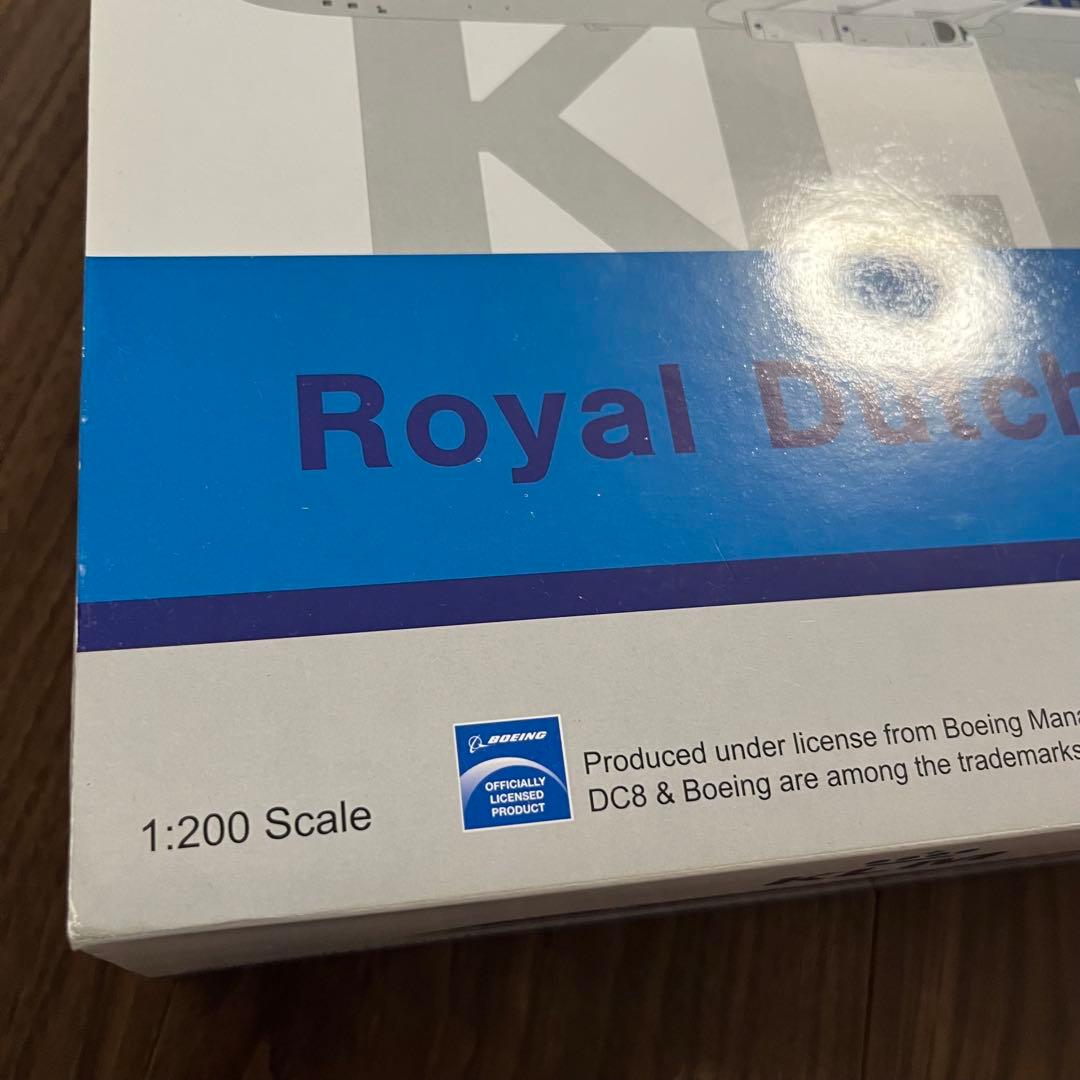 KL
Royal Dutch
BOEING
OFFICIALLY
LICENSED
PRODUCT
Produced under license from Boeing Mana
DC8 & Boeing are among the trademarks
1:200 Scale
KLM